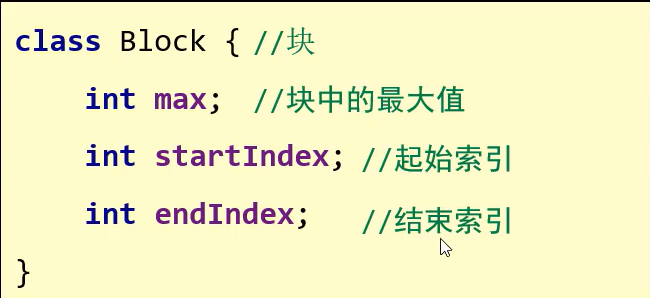 class Block { //块
int max; //块中的最大值
int startIndex; //起始索引
int endIndex; //结束索引
}